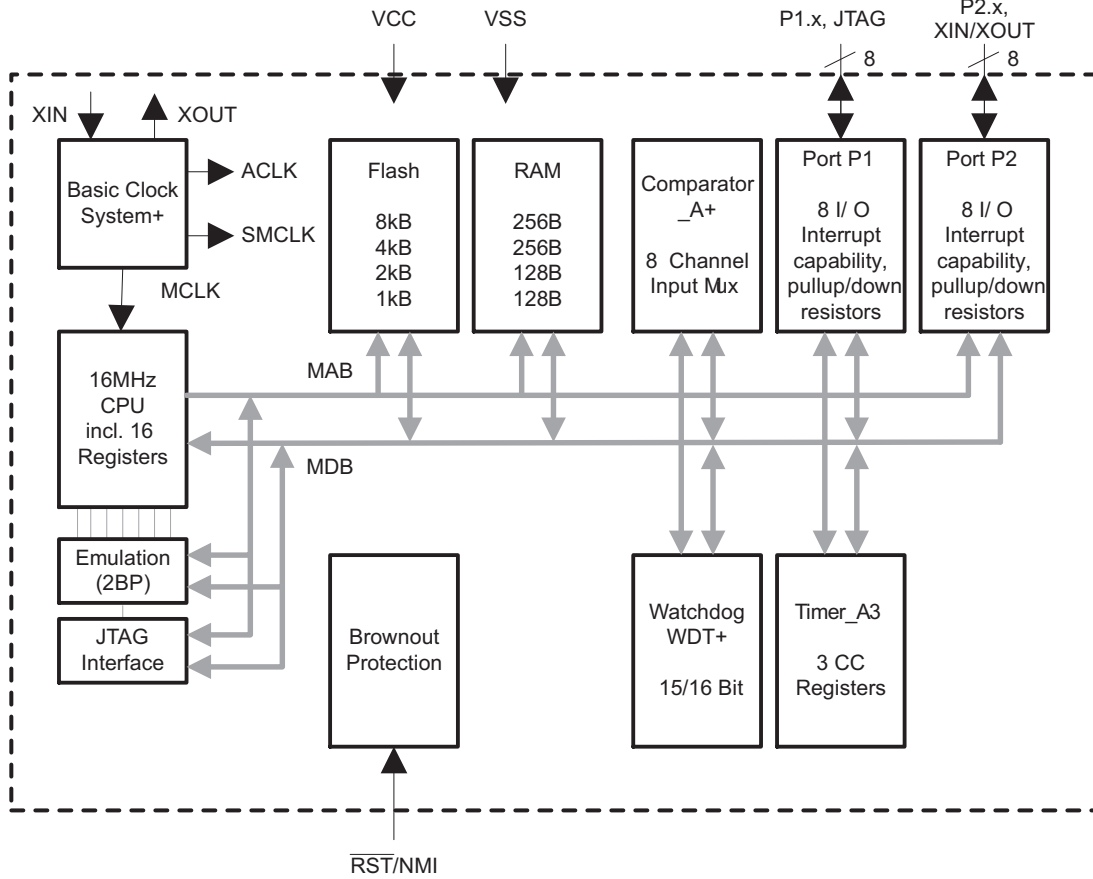 VCC
VSS
P1.x, JTAG
8
P2.x,
XIN/XOUT
8
XIN
XOUT
Basic Clock
System+
ACLK
SMCLK
MCLK
Flash
8kB
4kB
2kB
1kB
RAM
256B
256B
128B
128B
Comparator
_A+
8 Channel
Input Mux
Port P1
8 I/ O
Interrupt
capability,
pullup/down
resistors
Port P2
8 I/ O
Interrupt
capability,
pullup/down
resistors
16MHz
CPU
incl. 16
Registers
MAB
MDB
Emulation
(2BP)
JTAG
Interface
Brownout
Protection
Watchdog
WDT+
15/16 Bit
Timer_A3
3 CC
Registers
RST/NMI